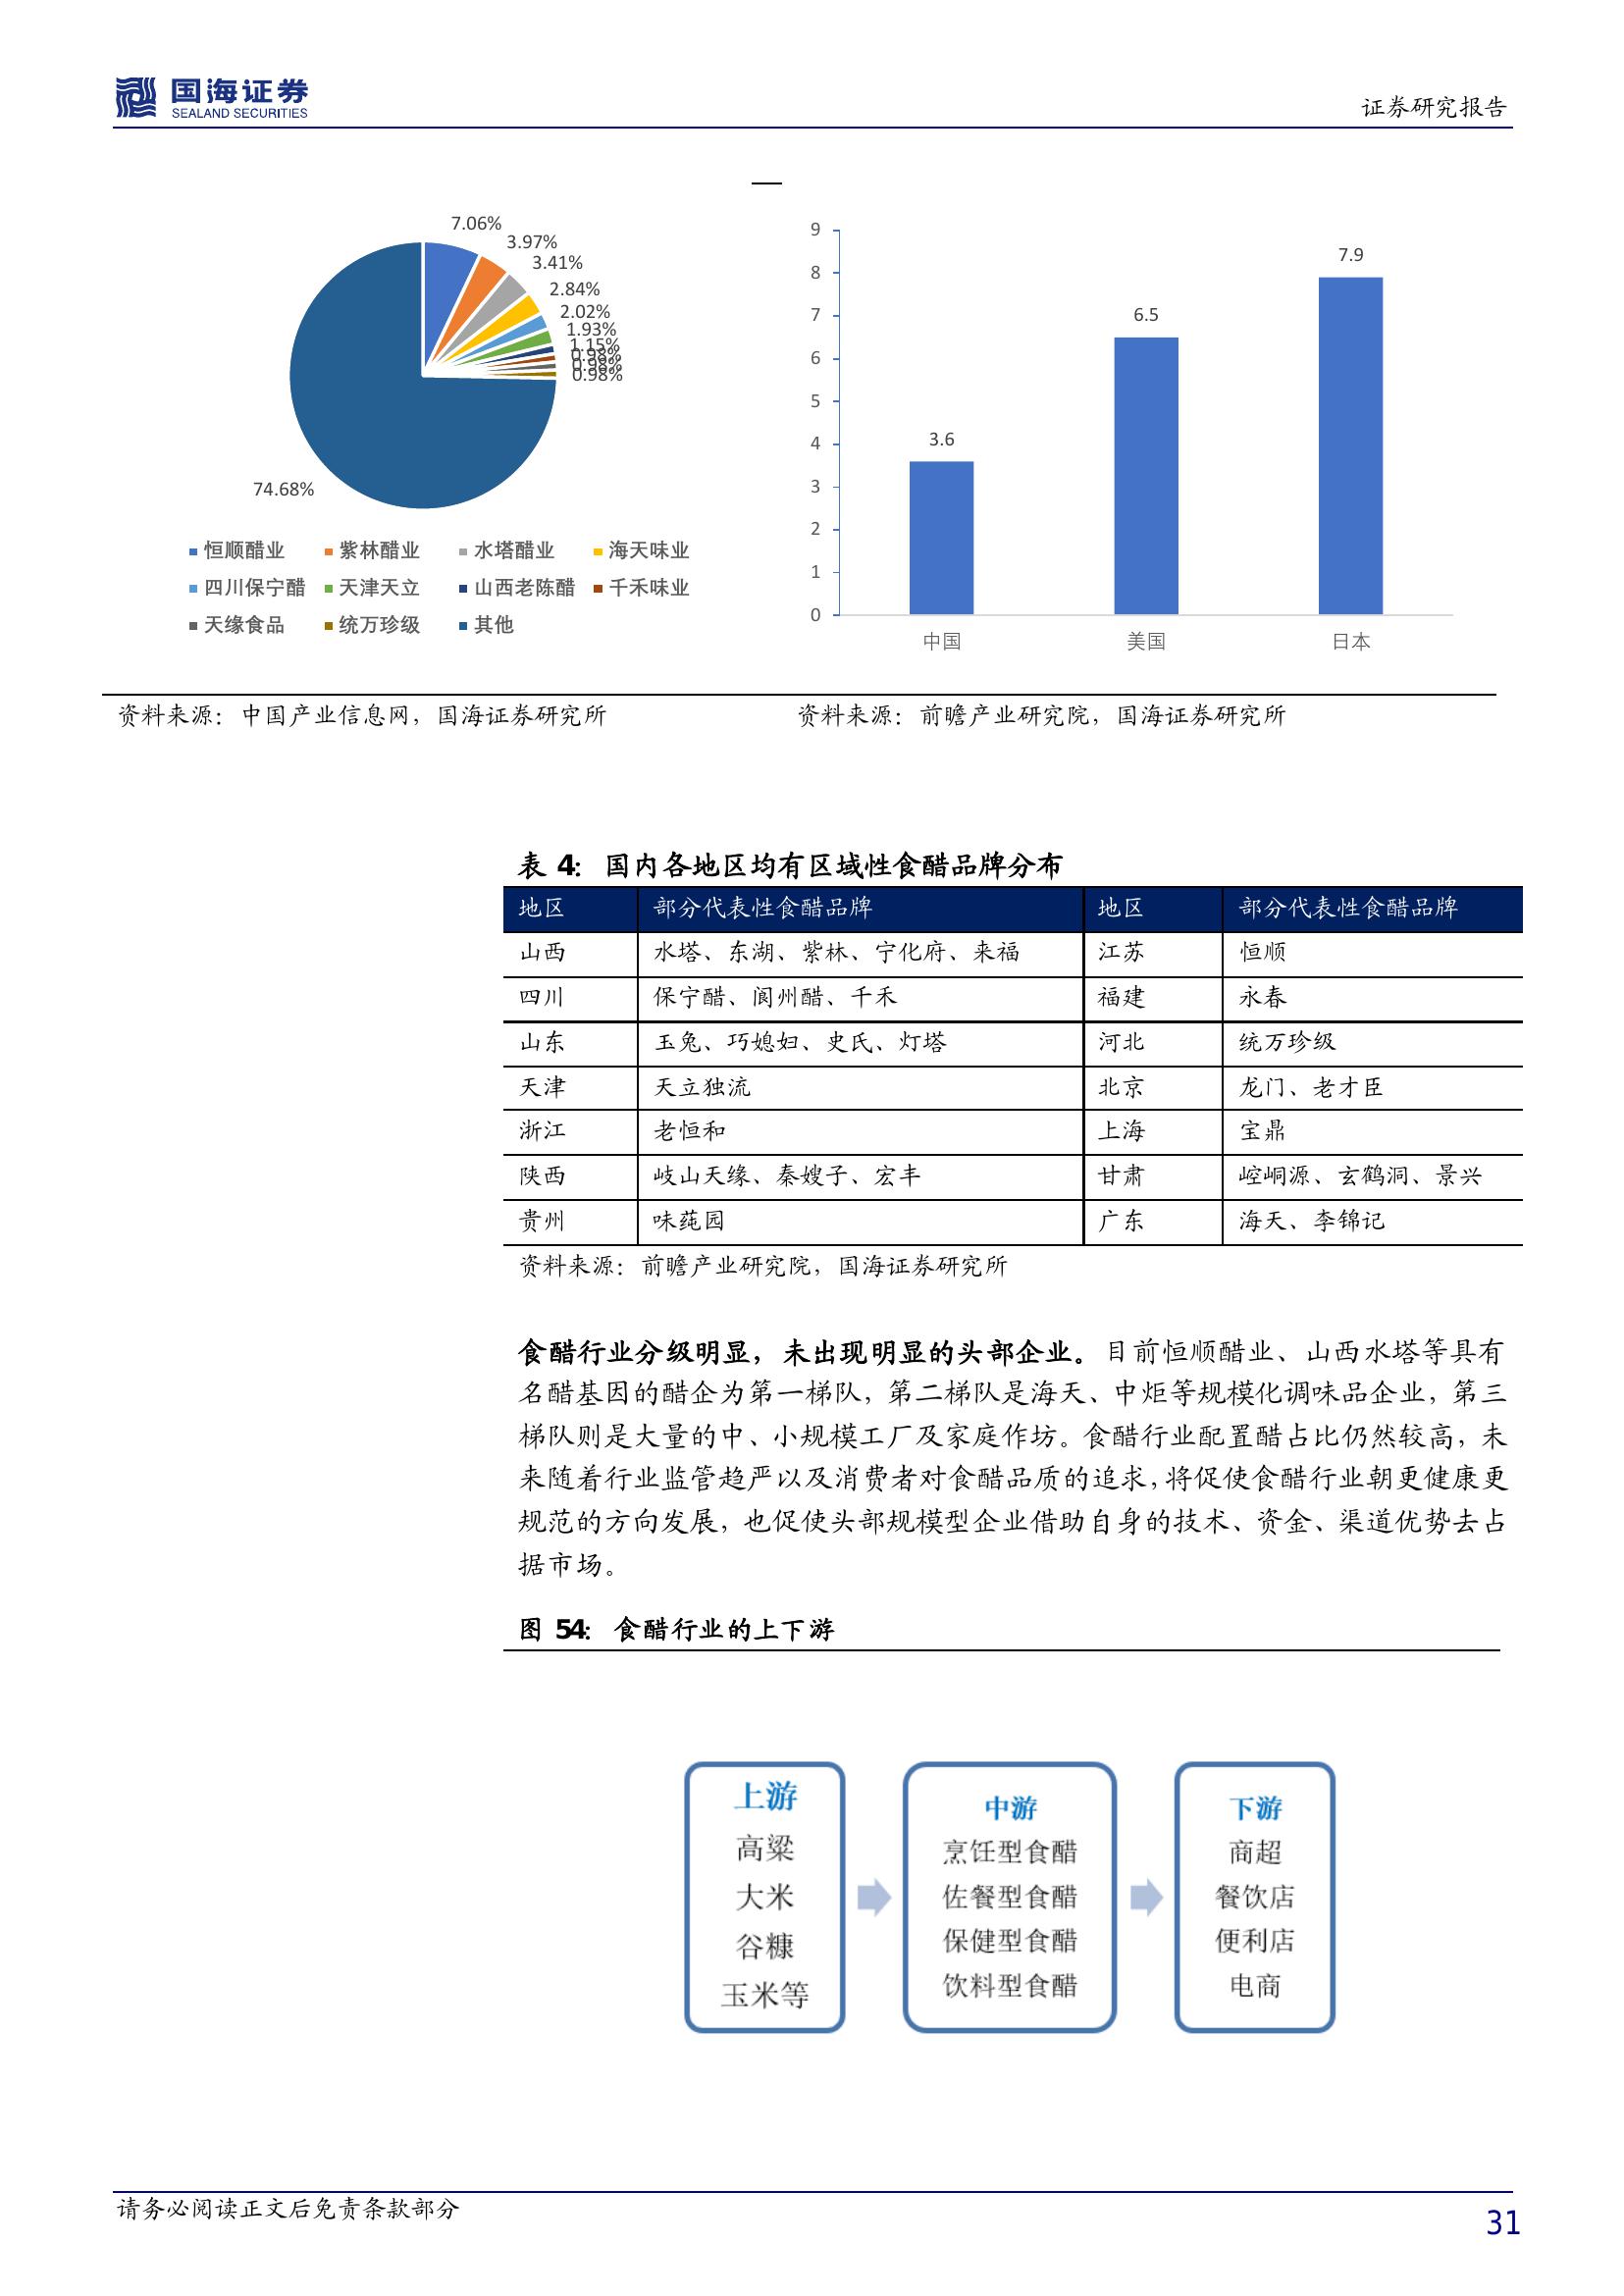 国海证券
SEALAND SECURITIES
证券研究报告
7.06%
3.97%
3.41%
2.84%
2.02%
1.93%
1.15%
0.98%
0.98%
0.98%
74.68%
恒顺醋业 紫林醋业 水塔醋业 海天味业
四川保宁醋 天津天立 山西老陈醋 千禾味业
天缘食品 统万珍级 其他
9
8
7
6
5
4
3
2
1
0
3.6
6.5
7.9
中国 美国 日本
资料来源：中国产业信息网，国海证券研究所
资料来源：前瞻产业研究院，国海证券研究所
表 4： 国内各地区均有区域性食醋品牌分布
地区 部分代表性食醋品牌 地区 部分代表性食醋品牌
山西 水塔、东湖、紫林、宁化府、来福 江苏 恒顺
四川 保宁醋、阆州醋、千禾 福建 永春
山东 玉兔、巧媳妇、史氏、灯塔 河北 统万珍级
天津 天立独流 北京 龙门、老才臣
浙江 老恒和 上海 宝鼎
陕西 岐山天缘、秦嫂子、宏丰 甘肃 崆峒源、玄鹤洞、景兴
贵州 味莼园 广东 海天、李锦记
资料来源：前瞻产业研究院，国海证券研究所
食醋行业分级明显，未出现明显的头部企业。目前恒顺醋业、山西水塔等具有
名醋基因的醋企为第一梯队，第二梯队是海天、中炬等规模化调味品企业，第三
梯队则是大量的中、小规模工厂及家庭作坊。食醋行业配置醋占比仍然较高，未
来随着行业监管趋严以及消费者对食醋品质的追求，将促使食醋行业朝更健康更
规范的方向发展，也促使头部规模型企业借助自身的技术、资金、渠道优势去占
据市场。
图 54： 食醋行业的上下游
上游
高粱
大米
谷糠
玉米等
中游
烹饪型食醋
佐餐型食醋
保健型食醋
饮料型食醋
下游
商超
餐饮店
便利店
电商
请务必阅读正文后免责条款部分
31